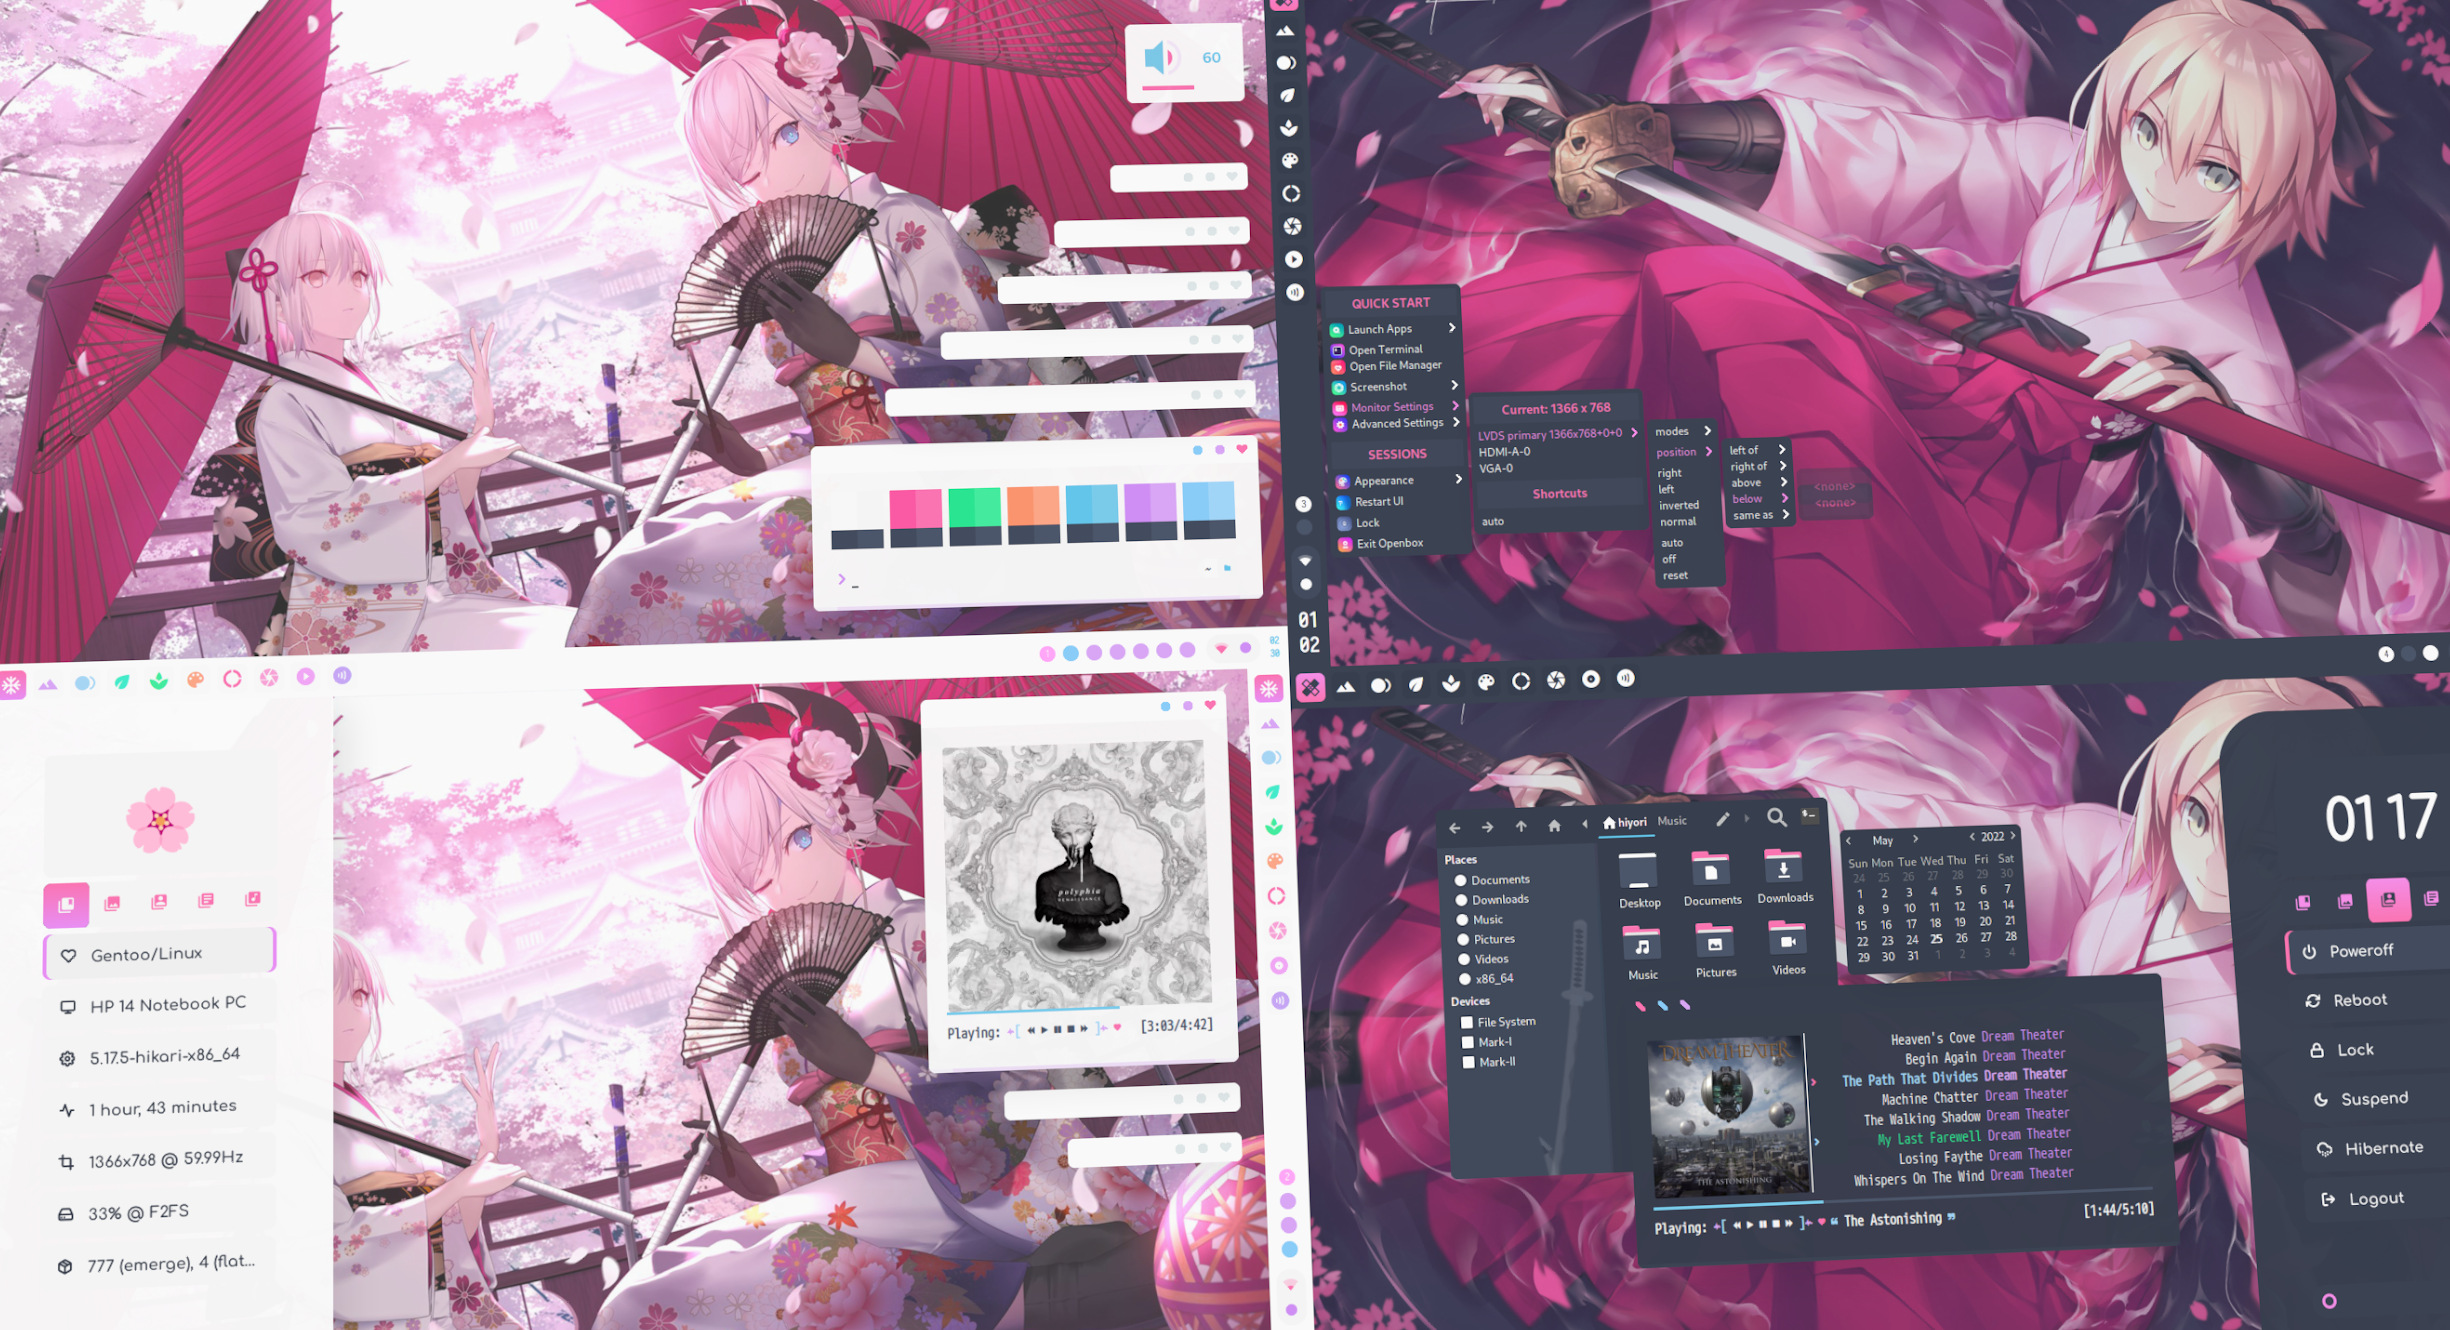 60
QUICK START
Launch Apps
Open Terminal
Open File Manager
Screenshot
Monitor Settings
Advanced Settings
SESSIONS
Appearance
Restart UI
Lock
Exit Openbox
Current: 1366 x 768
LVDS primary 1366x768+0+0
HDMI-A-0
VGA-0
Shortcuts
auto
modes
position
right
left
inverted
normal
auto
off
reset
left of
right of
above
below
same as
<none>
<none>
3
01
02
>_
~
1
02
30
4
Gentoo/Linux
HP 14 Notebook PC
5.17.5-hikari-x86_64
1 hour, 43 minutes
1366x768 @ 59.99Hz
33% @ F2FS
777 (emerge), 4 (flat...
polyphia
RENAISSANCE
Playing: [3:03/4:42]
2
hiyori Music
Places
Documents
Downloads
Music
Pictures
Videos
x86_64
Devices
File System
Mark-I
Mark-II
Desktop Documents Downloads
Music Pictures Videos
< May > < 2022 >
Sun Mon Tue Wed Thu Fri Sat
24 25 26 27 28 29 30
1 2 3 4 5 6 7
8 9 10 11 12 13 14
15 16 17 18 19 20 21
22 23 24 25 26 27 28
29 30 31 1 2 3 4
DREAM THEATER
THE ASTONISHING
Heaven's Cove Dream Theater
Begin Again Dream Theater
The Path That Divides Dream Theater
Machine Chatter Dream Theater
The Walking Shadow Dream Theater
My Last Farewell Dream Theater
Losing Faythe Dream Theater
Whispers On The Wind Dream Theater
Playing: ❝ The Astonishing ❞ [1:44/5:10]
01 17
Poweroff
Reboot
Lock
Suspend
Hibernate
Logout